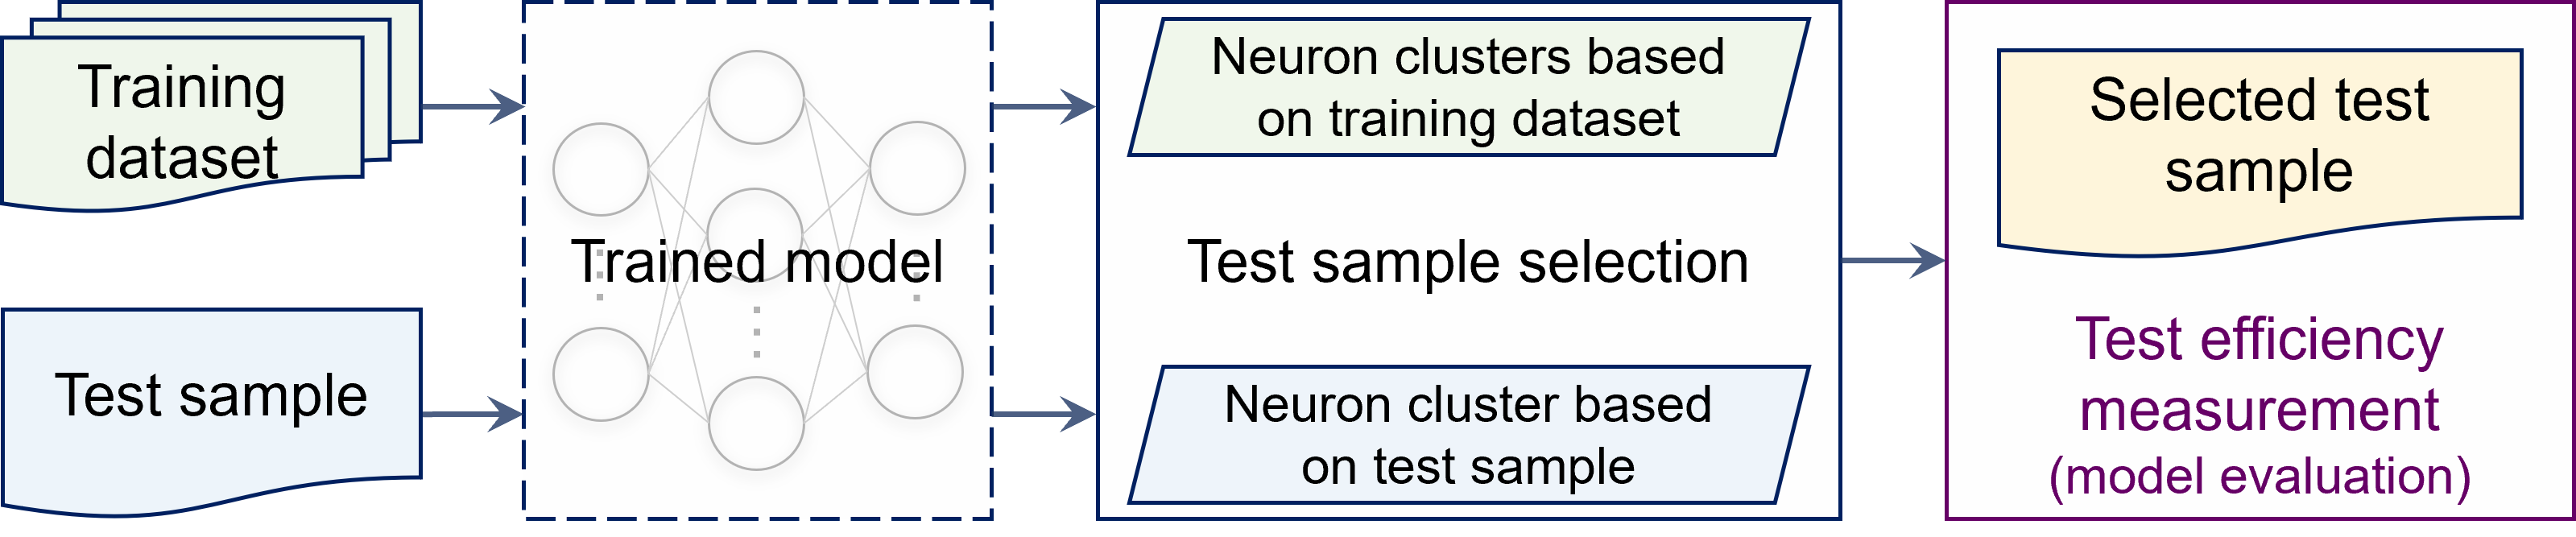 Training
dataset
Test sample
Trained model
Neuron clusters based
on training dataset
Test sample selection
Neuron cluster based
on test sample
Selected test
sample
Test efficiency
measurement
(model evaluation)